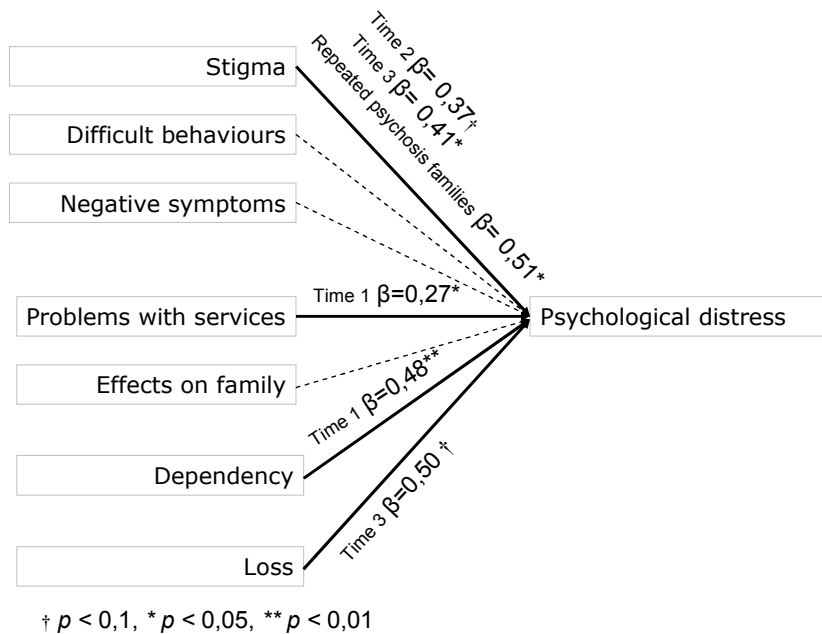 Time 2 β= 0,37†
Time 3 β= 0,41*
Repeated psychosis families β= 0,51*
Stigma
Difficult behaviours
Negative symptoms
Time 1 β=0,27*
Problems with services
Psychological distress
Effects on family
Time 1 β=0,48**
Dependency
Time 3 β=0,50 †
Loss
† p < 0,1, * p < 0,05, ** p < 0,01